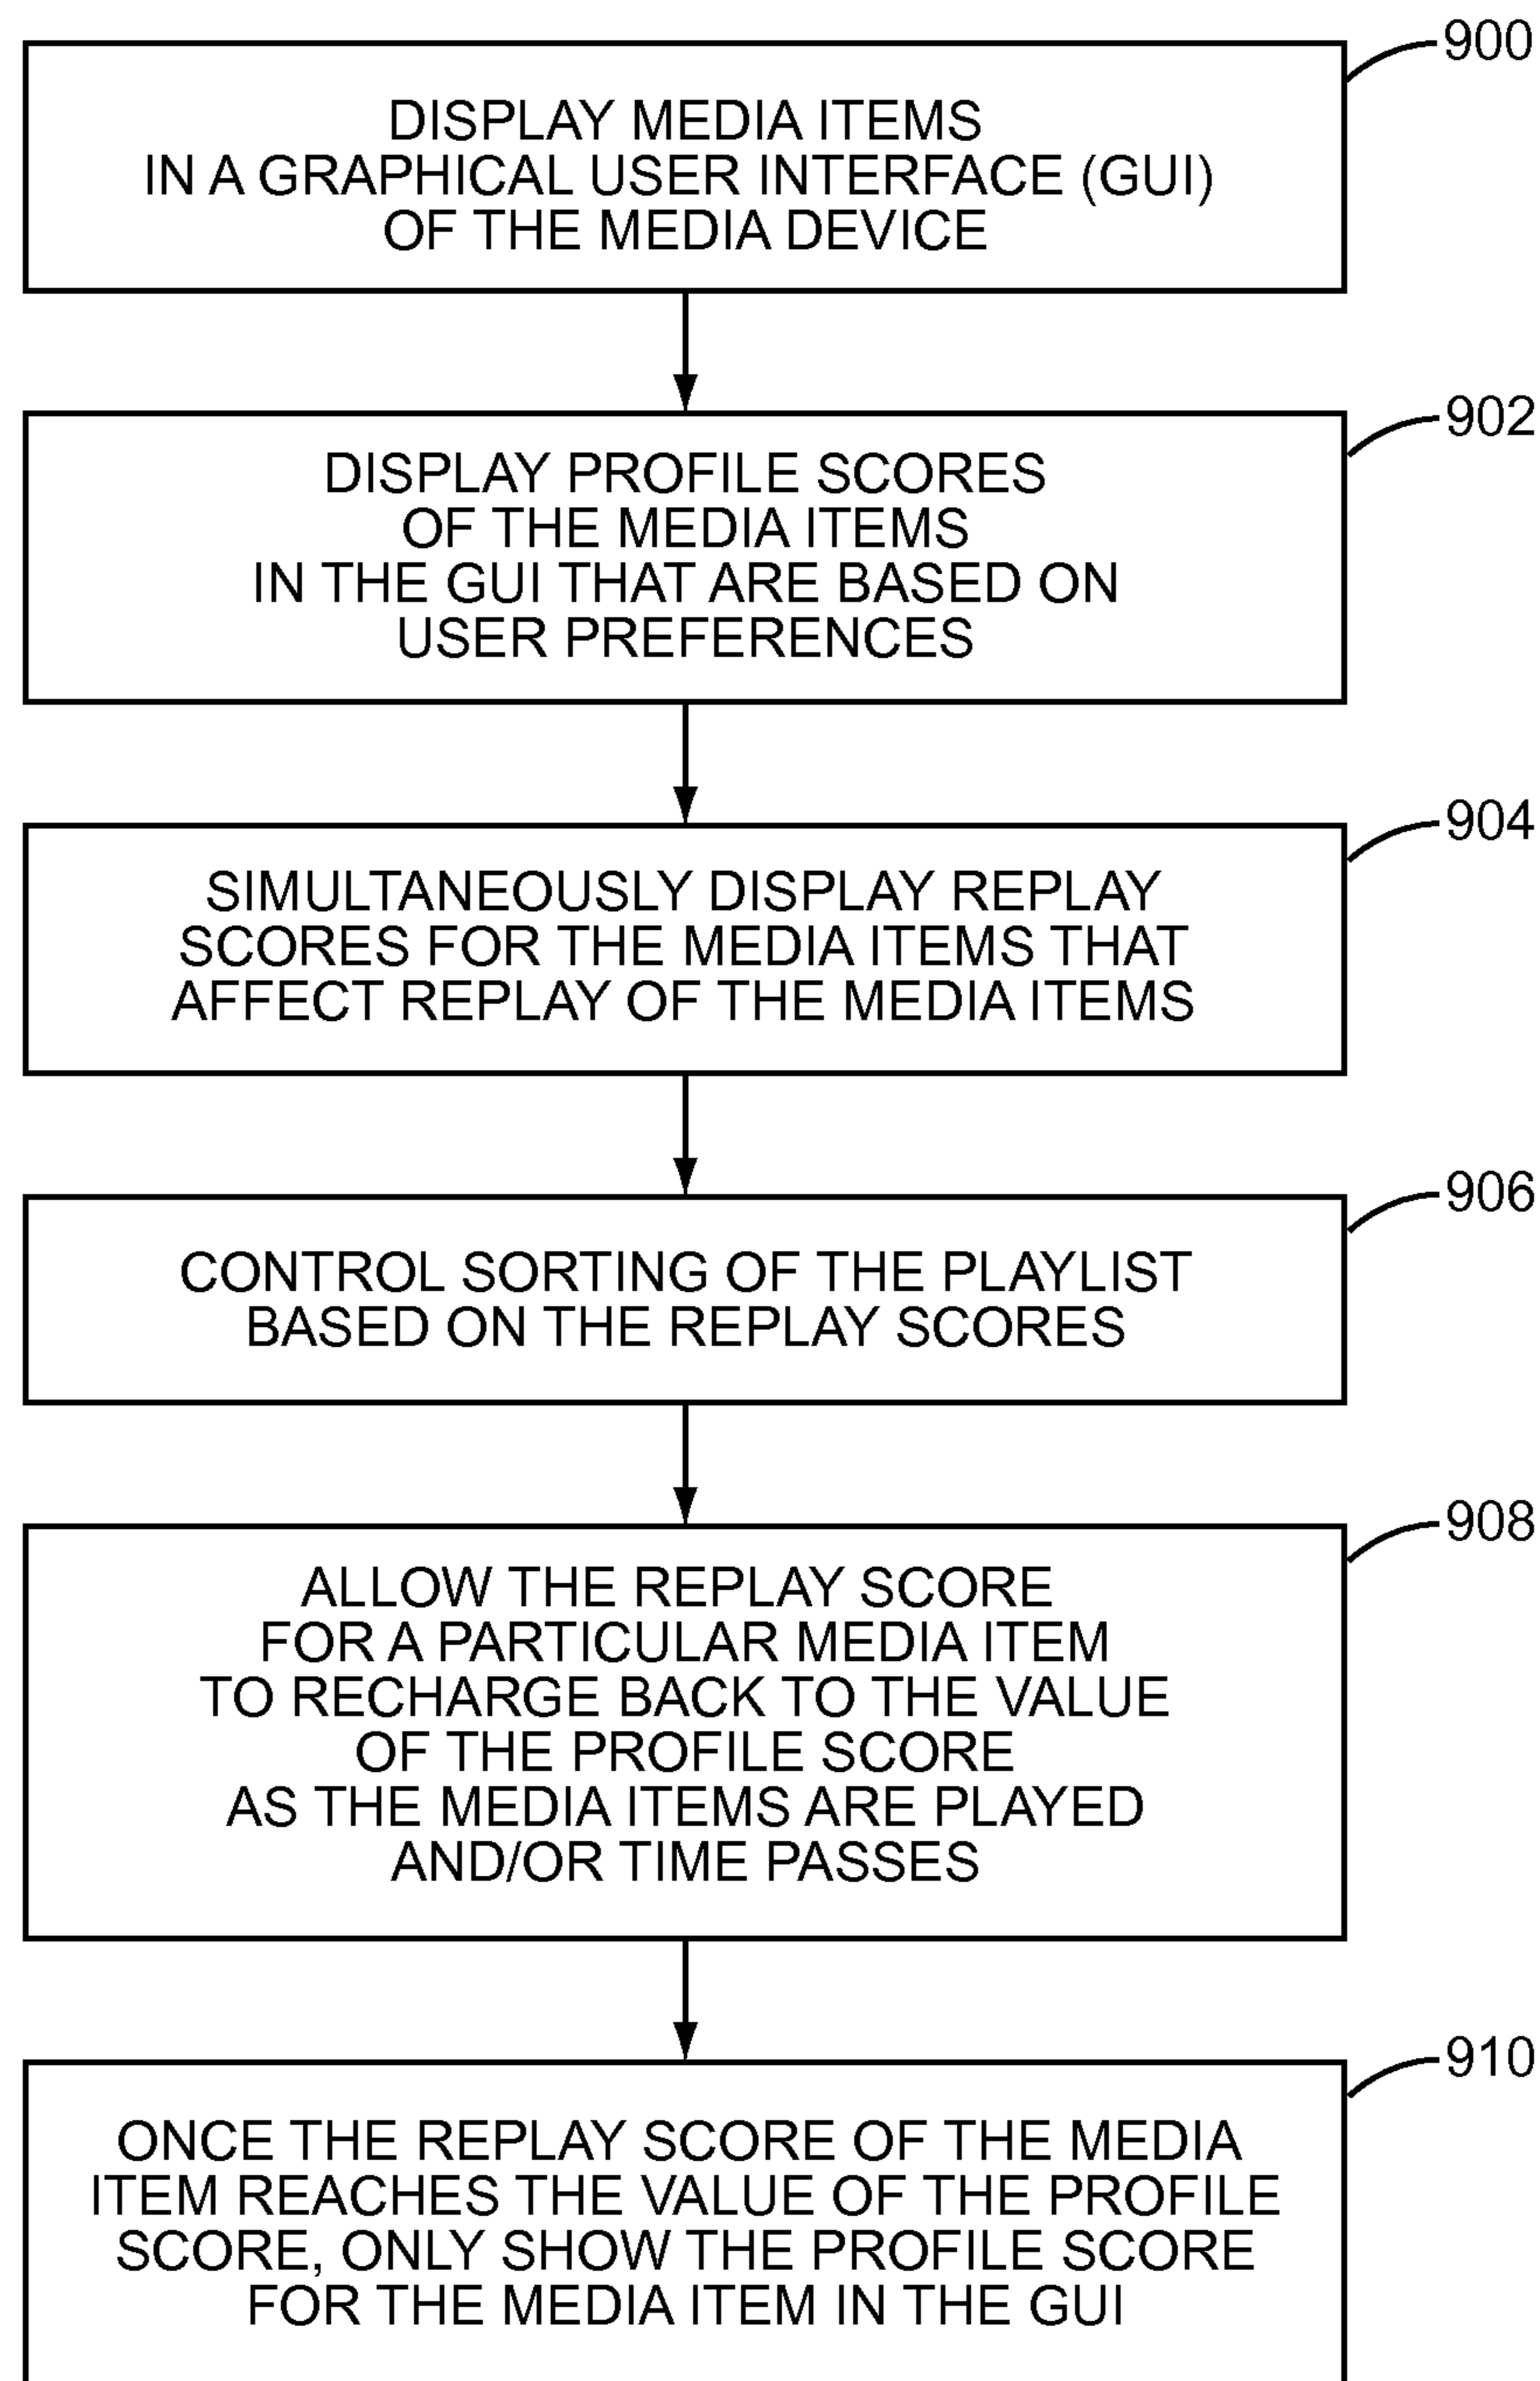 900
DISPLAY MEDIA ITEMS
IN A GRAPHICAL USER INTERFACE (GUI)
OF THE MEDIA DEVICE
902
DISPLAY PROFILE SCORES
OF THE MEDIA ITEMS
IN THE GUI THAT ARE BASED ON
USER PREFERENCES
904
SIMULTANEOUSLY DISPLAY REPLAY
SCORES FOR THE MEDIA ITEMS THAT
AFFECT REPLAY OF THE MEDIA ITEMS
906
CONTROL SORTING OF THE PLAYLIST
BASED ON THE REPLAY SCORES
908
ALLOW THE REPLAY SCORE
FOR A PARTICULAR MEDIA ITEM
TO RECHARGE BACK TO THE VALUE
OF THE PROFILE SCORE
AS THE MEDIA ITEMS ARE PLAYED
AND/OR TIME PASSES
910
ONCE THE REPLAY SCORE OF THE MEDIA
ITEM REACHES THE VALUE OF THE PROFILE
SCORE, ONLY SHOW THE PROFILE SCORE
FOR THE MEDIA ITEM IN THE GUI